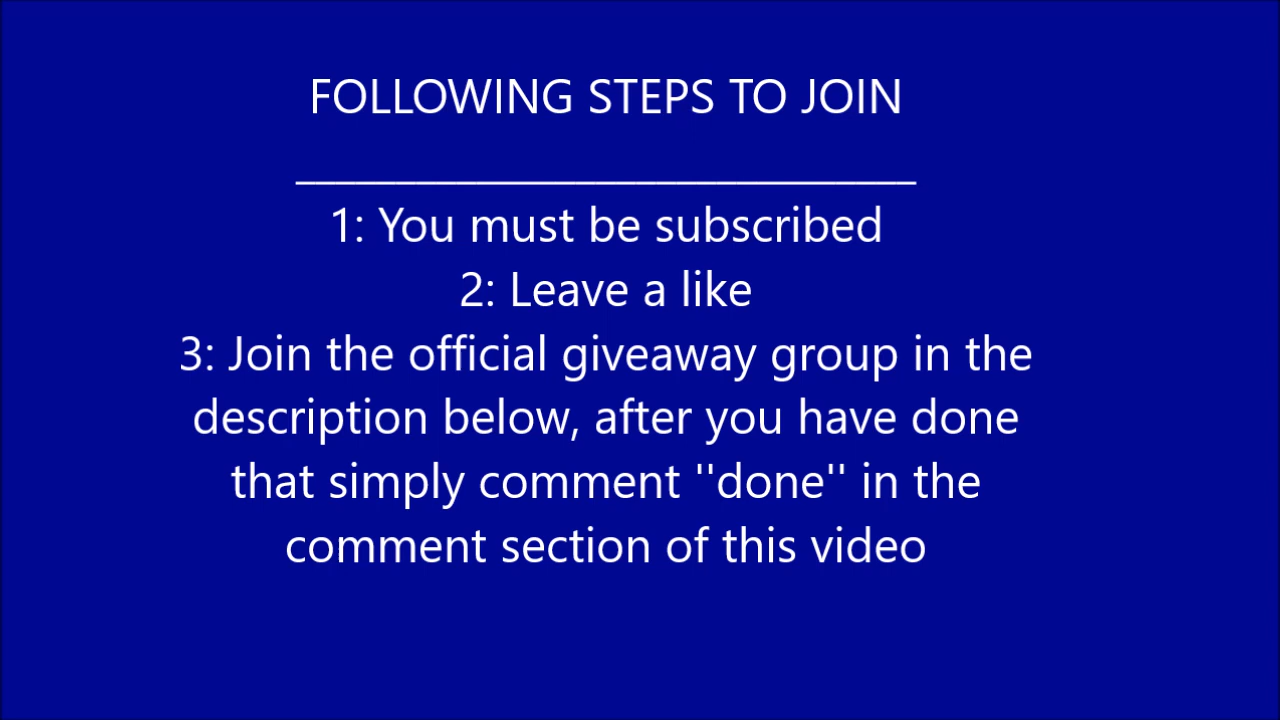 FOLLOWING STEPS TO JOIN
_______________________________
1: You must be subscribed
2: Leave a like
3: Join the official giveaway group in the
description below, after you have done
that simply comment ''done'' in the
comment section of this video